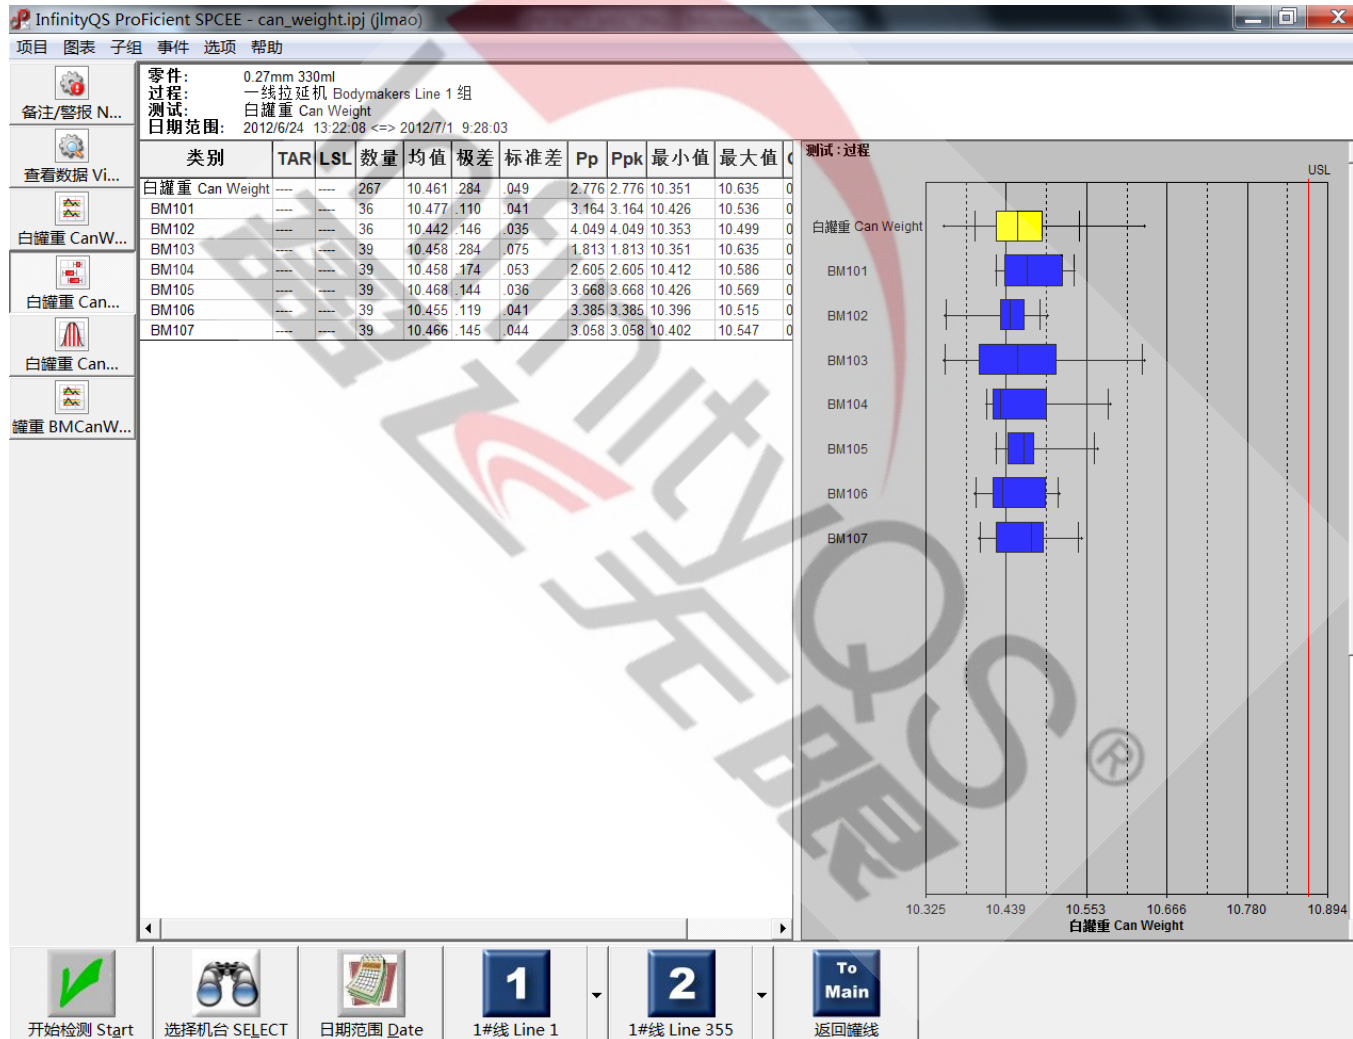 InfinityQS ProFicient SPCEE - can_weight.ipj (jlmao)
项目 图表 子组 事件 选项 帮助
备注/警报 N...
查看数据 Vi...
白罐重 CanW...
白罐重 Can...
白罐重 Can...
罐重 BMCanW...
零件: 0.27mm 330ml
过程: 一线拉延机 Bodymakers Line 1 组
测试: 白罐重 Can Weight
日期范围: 2012/6/24 13:22:08 <=> 2012/7/1 9:28:03
类别 TAR LSL 数量 均值 极差 标准差 Pp Ppk 最小值 最大值
白罐重 Can Weight ---- ---- 267 10.461 .284 .049 2.776 2.776 10.351 10.635 0
BM101 ---- ---- 36 10.477 .110 .041 3.164 3.164 10.426 10.536 0
BM102 ---- ---- 36 10.442 .146 .035 4.049 4.049 10.353 10.499 0
BM103 ---- ---- 39 10.458 .284 .075 1.813 1.813 10.351 10.635 0
BM104 ---- ---- 39 10.458 .174 .053 2.605 2.605 10.412 10.586 0
BM105 ---- ---- 39 10.468 .144 .036 3.668 3.668 10.426 10.569 0
BM106 ---- ---- 39 10.455 .119 .041 3.385 3.385 10.396 10.515 0
BM107 ---- ---- 39 10.466 .145 .044 3.058 3.058 10.402 10.547 0
测试:过程
USL
白罐重 Can Weight
BM101
BM102
BM103
BM104
BM105
BM106
BM107
10.325 10.439 10.553 10.666 10.780 10.894
白罐重 Can Weight
InfinityQS®
开始检测 Start
选择机台 SELECT
日期范围 Date
1
1#线 Line 1
2
1#线 Line 355
To
Main
返回罐线